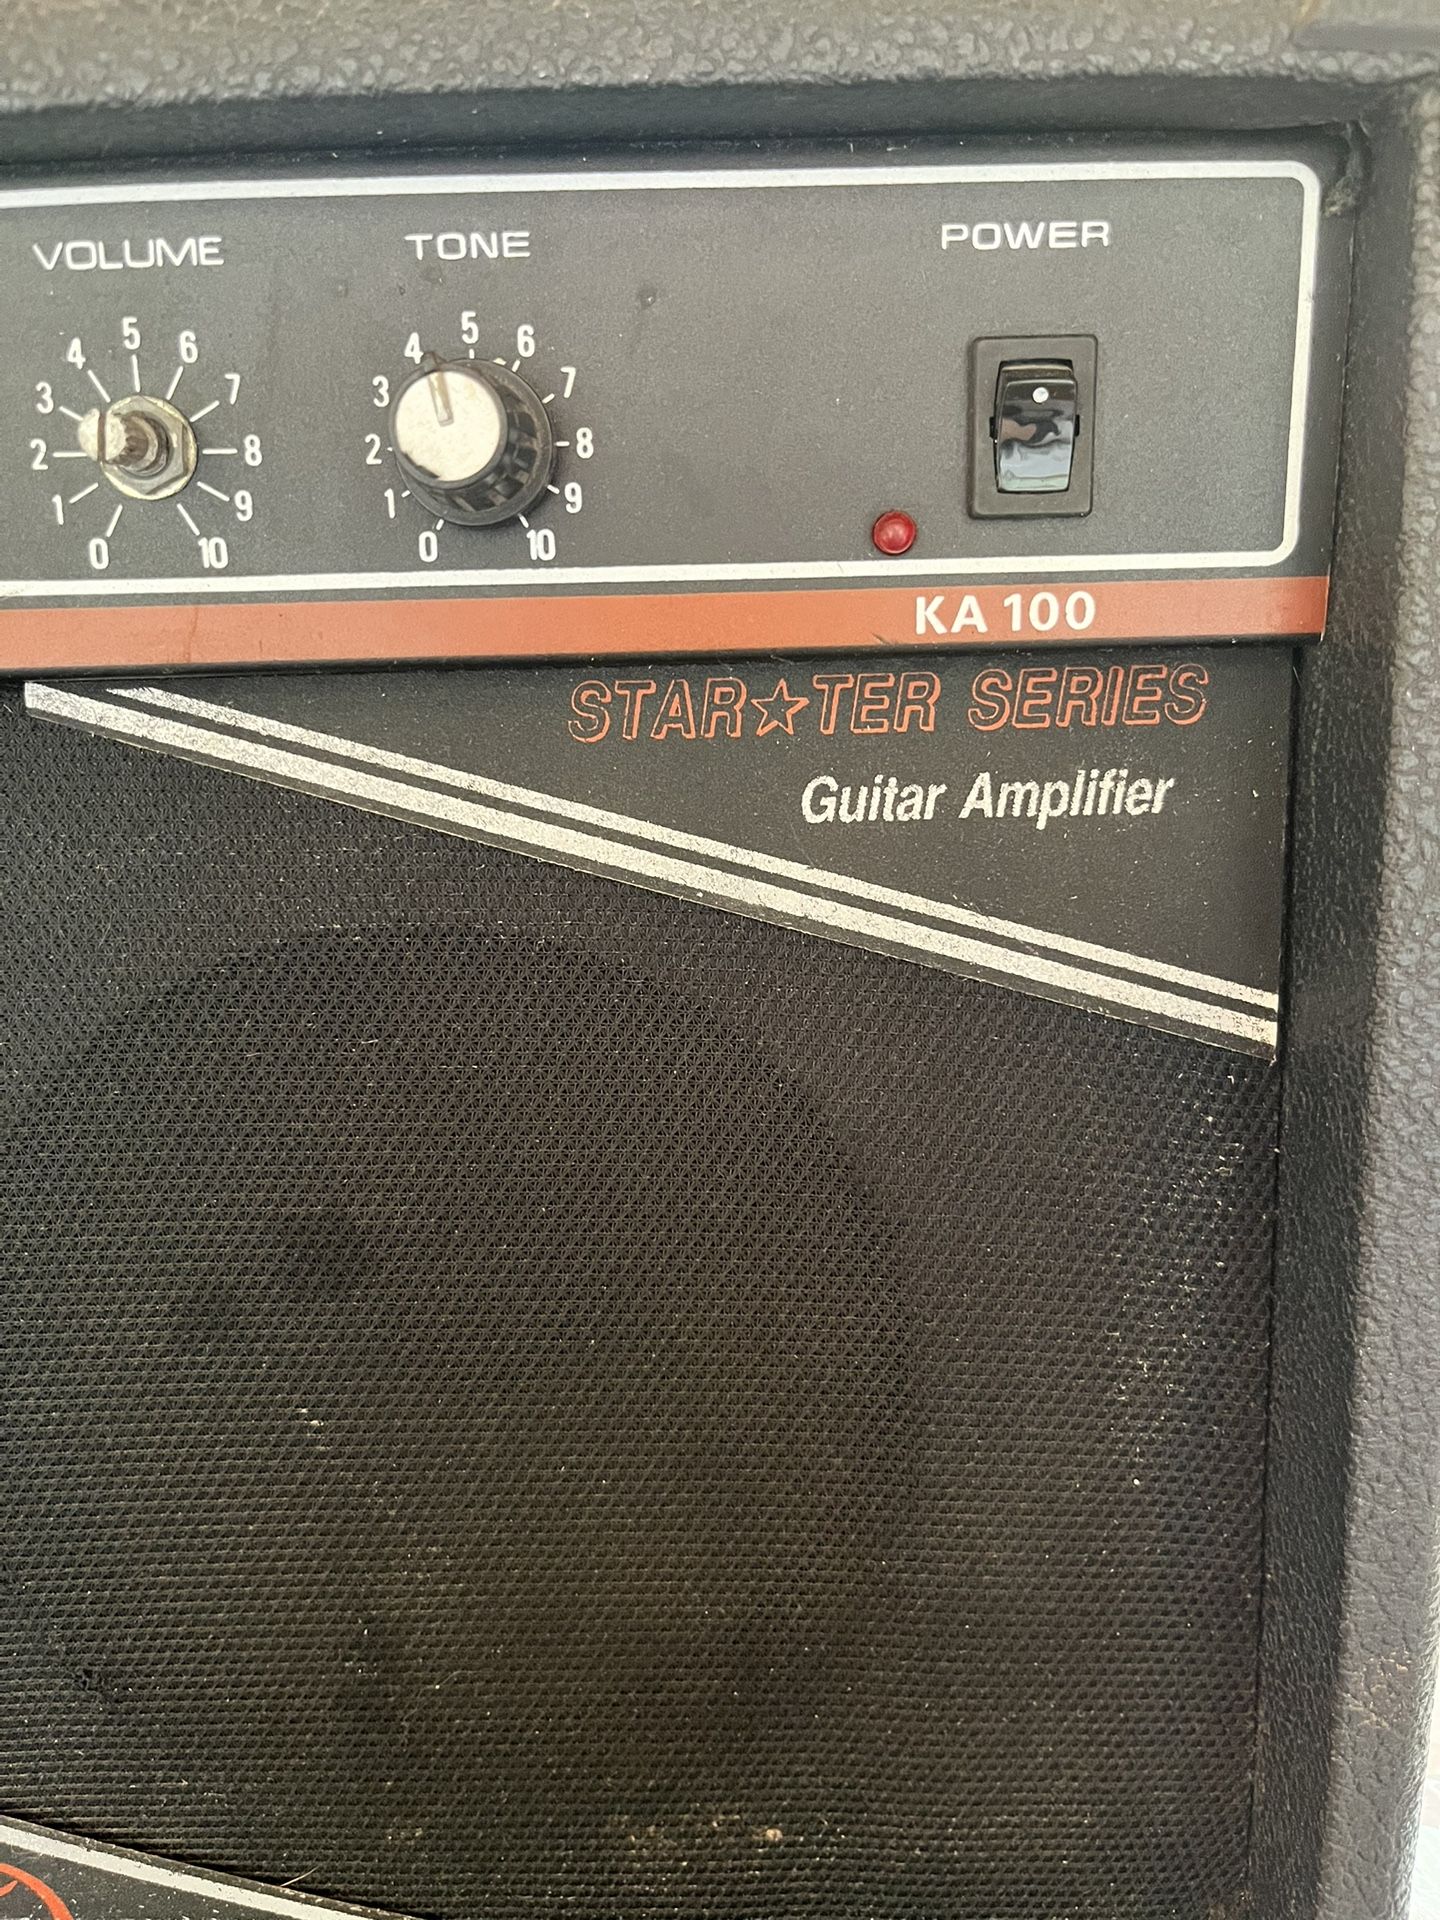 VOLUME TONE POWER
0 1 2 3 4 5 6 7 8 9 10
0 1 2 3 4 5 6 7 8 9 10
KA 100
STAR☆TER SERIES
Guitar Amplifier